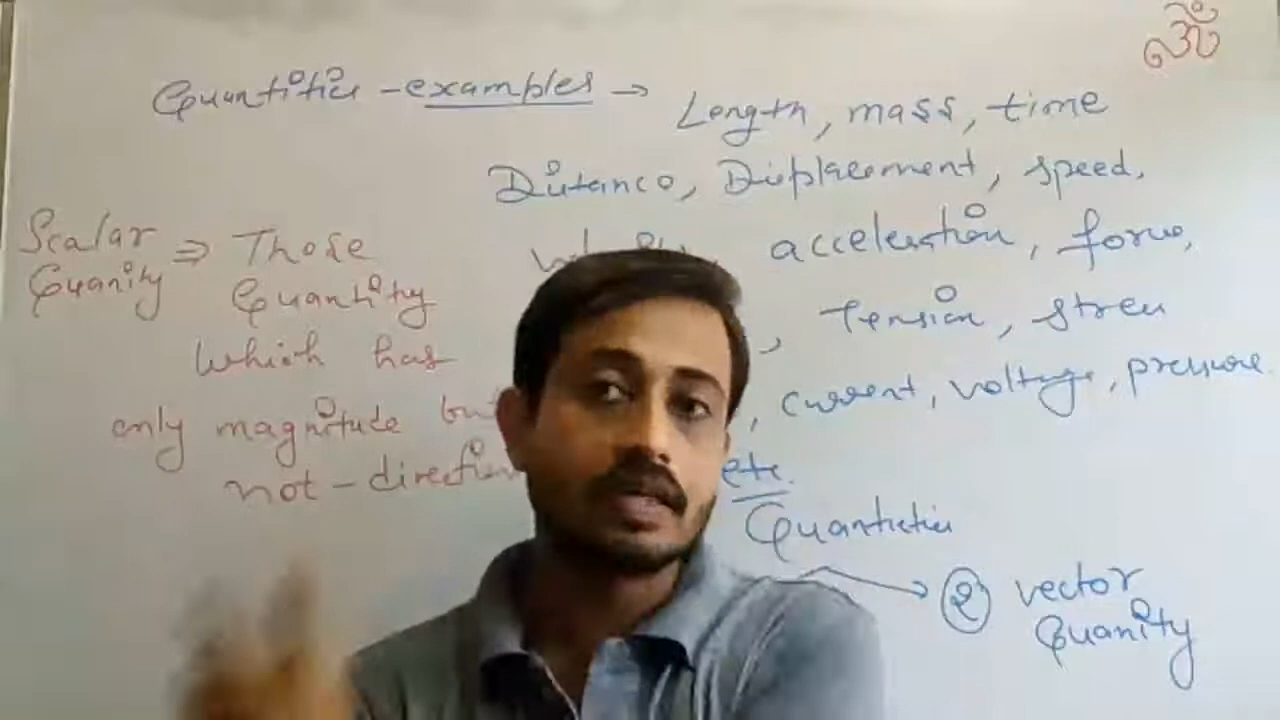 ॐ
Quantities - examples → Length, mass, time
Distance, Displacement, speed,
acceleration, force,
, Tension, stress
, current, voltage, pressure
etc.
Quantities
② vector
Quanity
Scalar
Quanity ⇒ Those
Quantity
which has
only magnitude but
not - direction